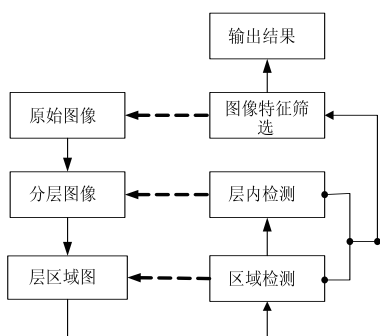 输出结果
原始图像
图像特征筛
选
分层图像
层内检测
层区域图
区域检测